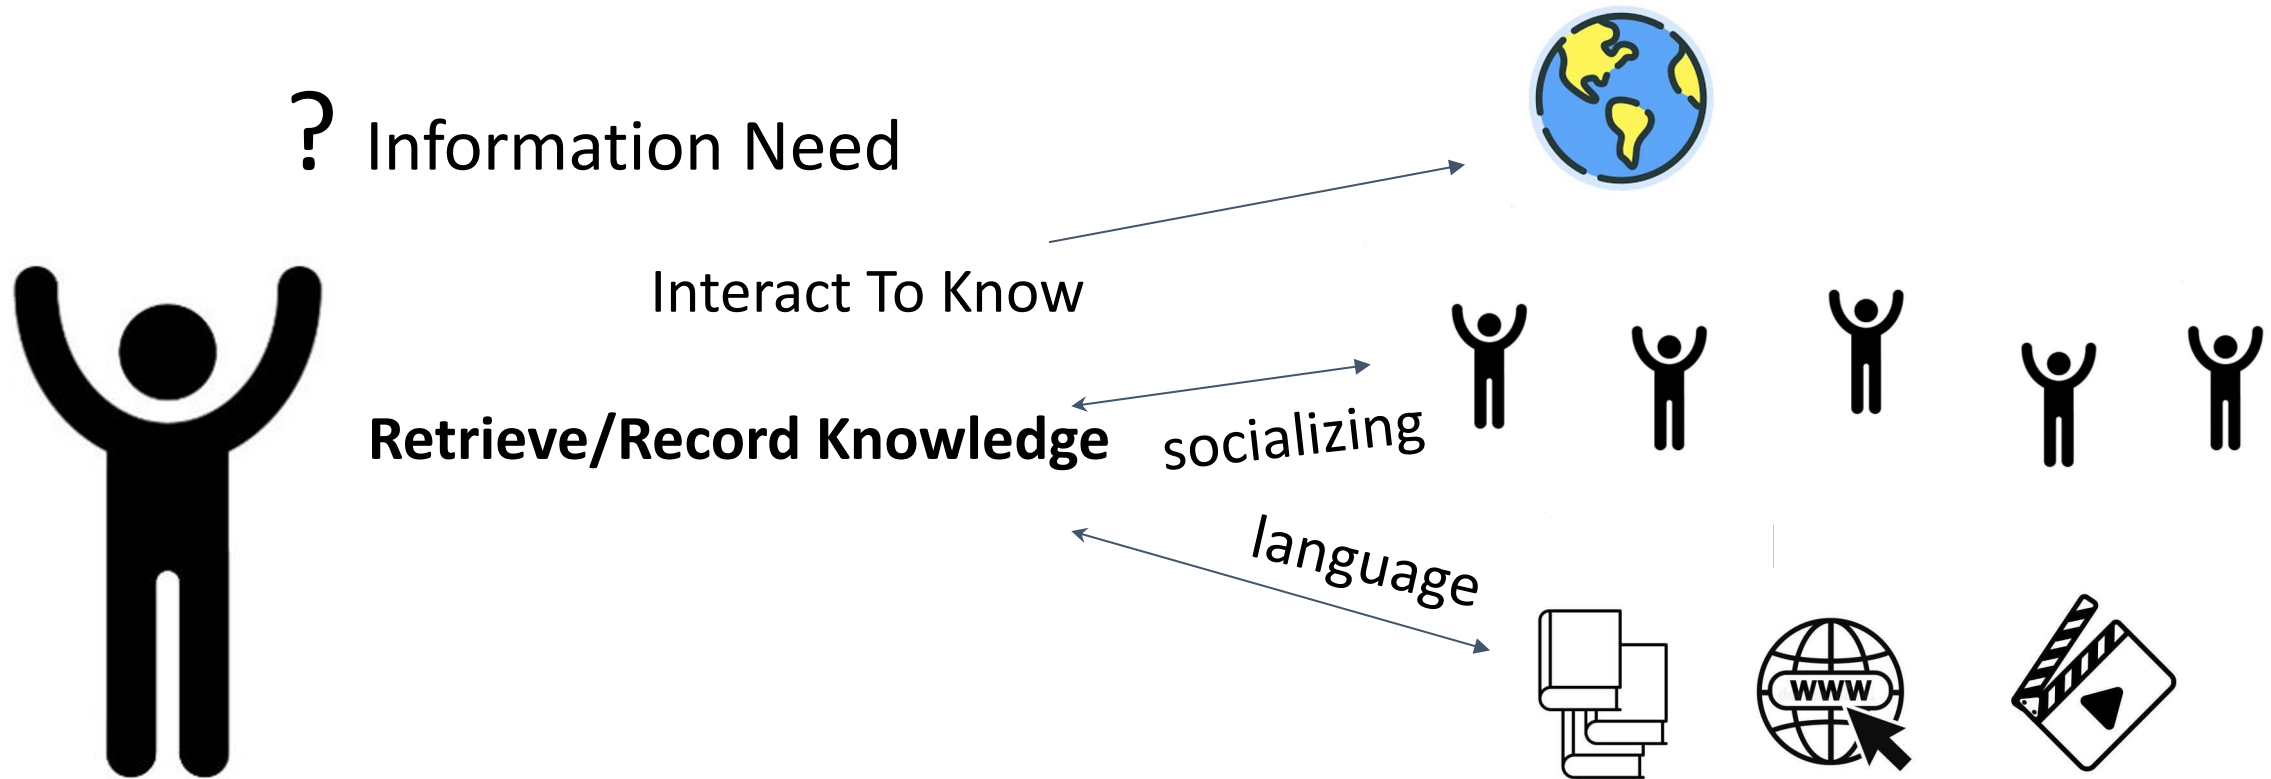 ? Information Need
Interact To Know
Retrieve/Record Knowledge
socializing
language
www